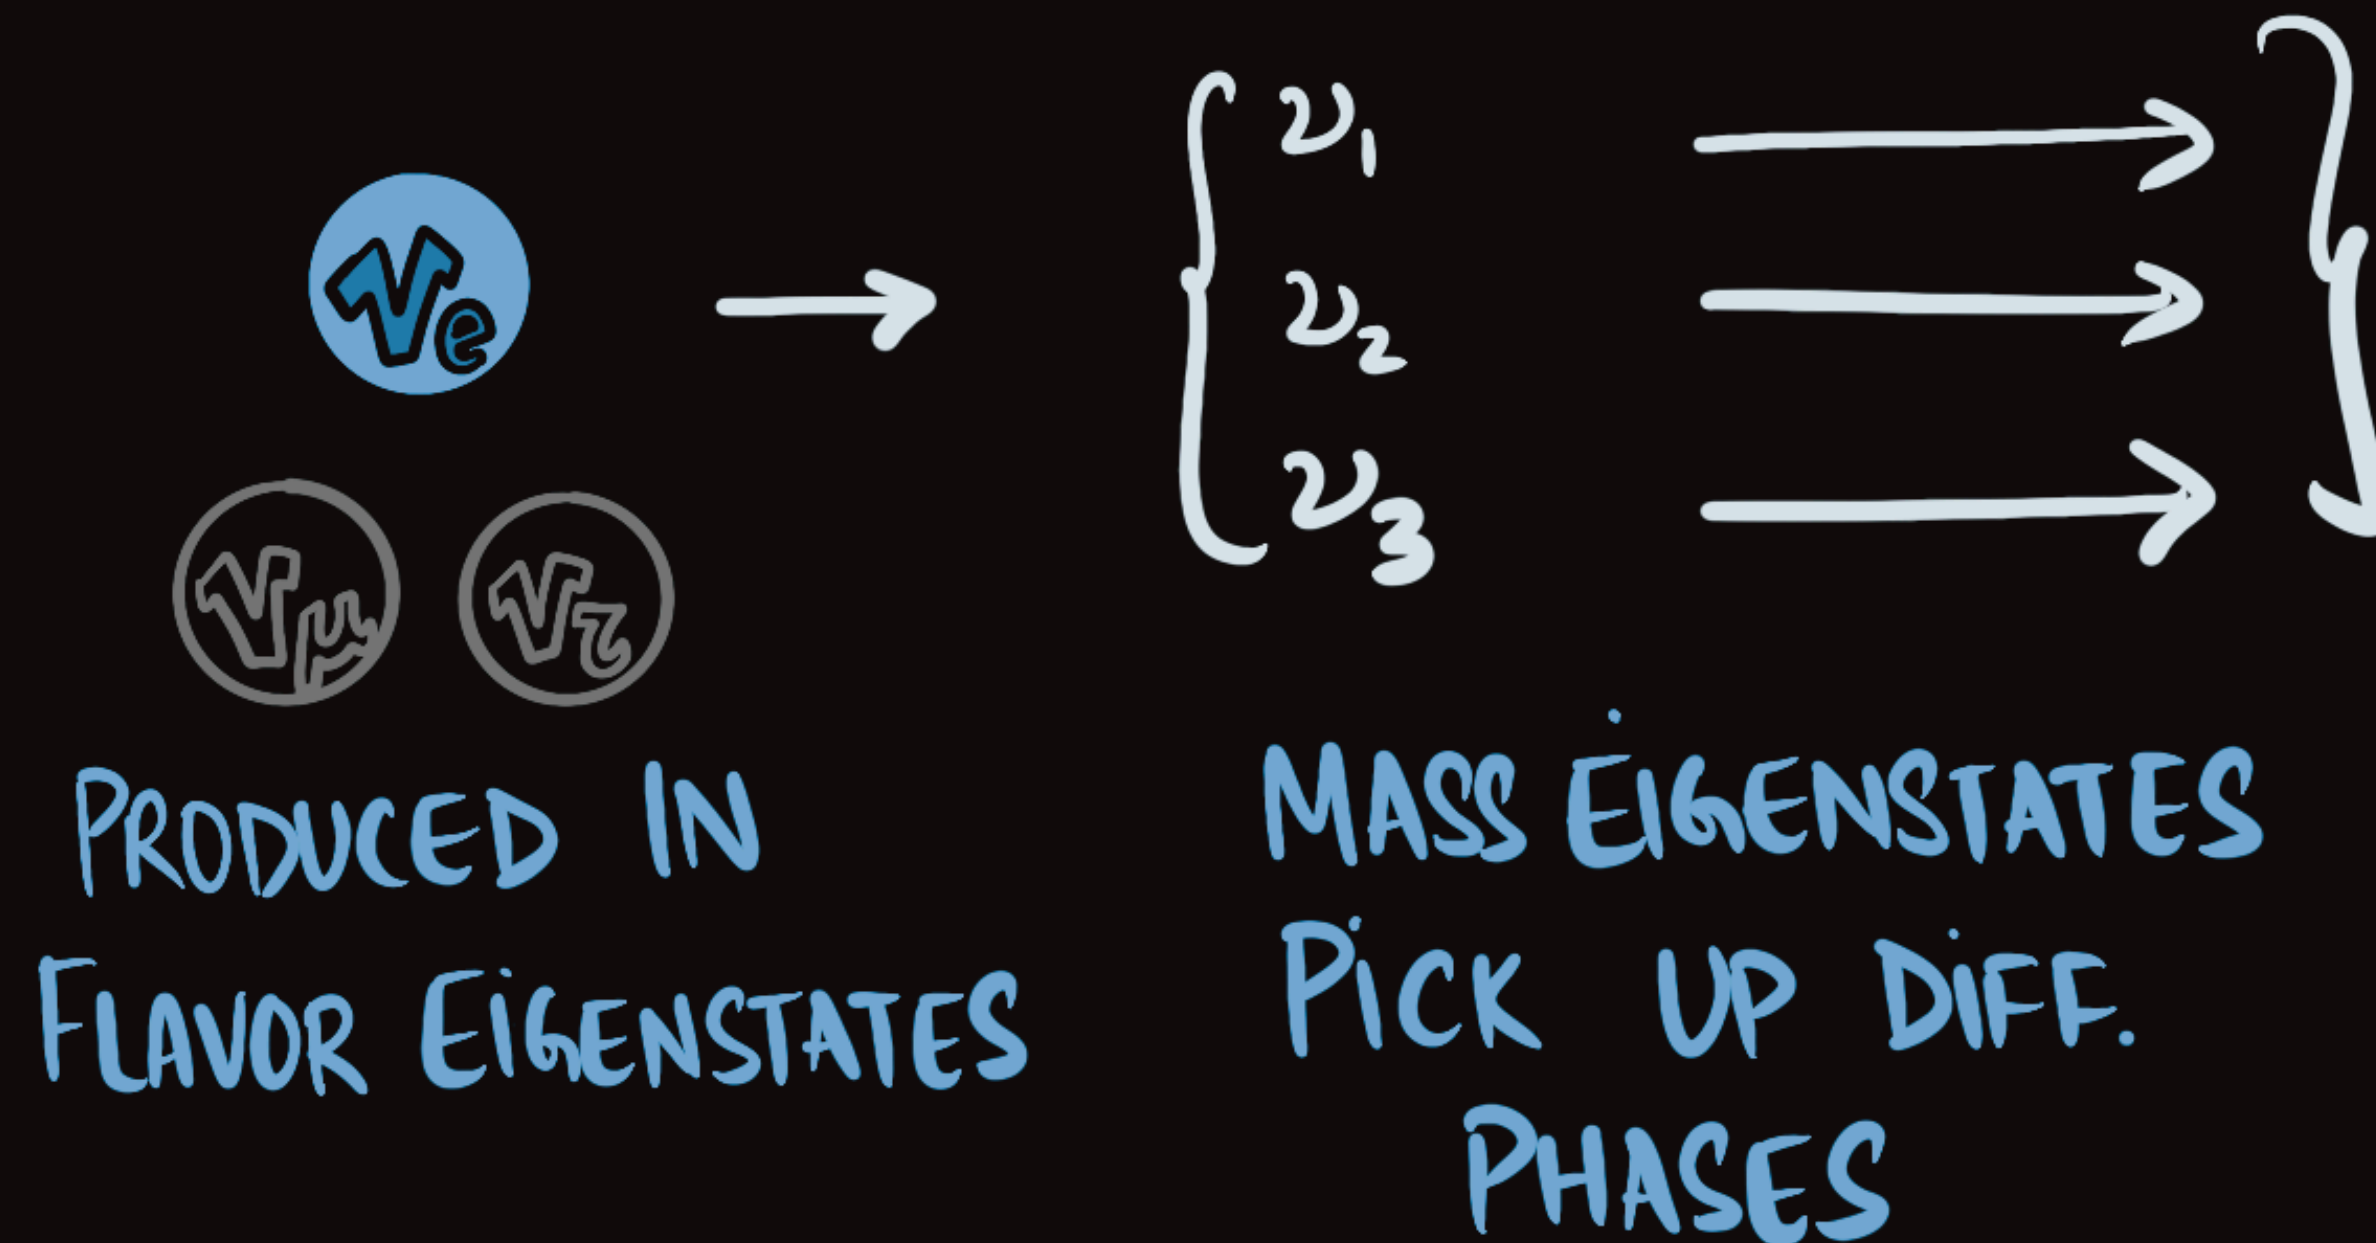 νe
ν1
ν2
ν3
νμ ντ
PRODUCED IN
FLAVOR EIGENSTATES
MASS EIGENSTATES
PICK UP DIFF.
PHASES